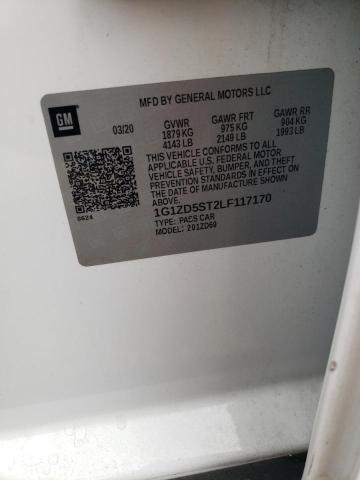 GM
MFD BY GENERAL MOTORS LLC
03/20 GVWR GAWR FRT GAWR RR
1879 KG 975 KG 904 KG
4143 LB 2149 LB 1993 LB
THIS VEHICLE CONFORMS TO ALL
APPLICABLE U.S. FEDERAL MOTOR
VEHICLE SAFETY, BUMPER, AND THEFT
PREVENTION STANDARDS IN EFFECT ON
THE DATE OF MANUFACTURE SHOWN
ABOVE.
1G1ZD5ST2LF117170
TYPE: PASS CAR
MODEL: 201ZD69
8624